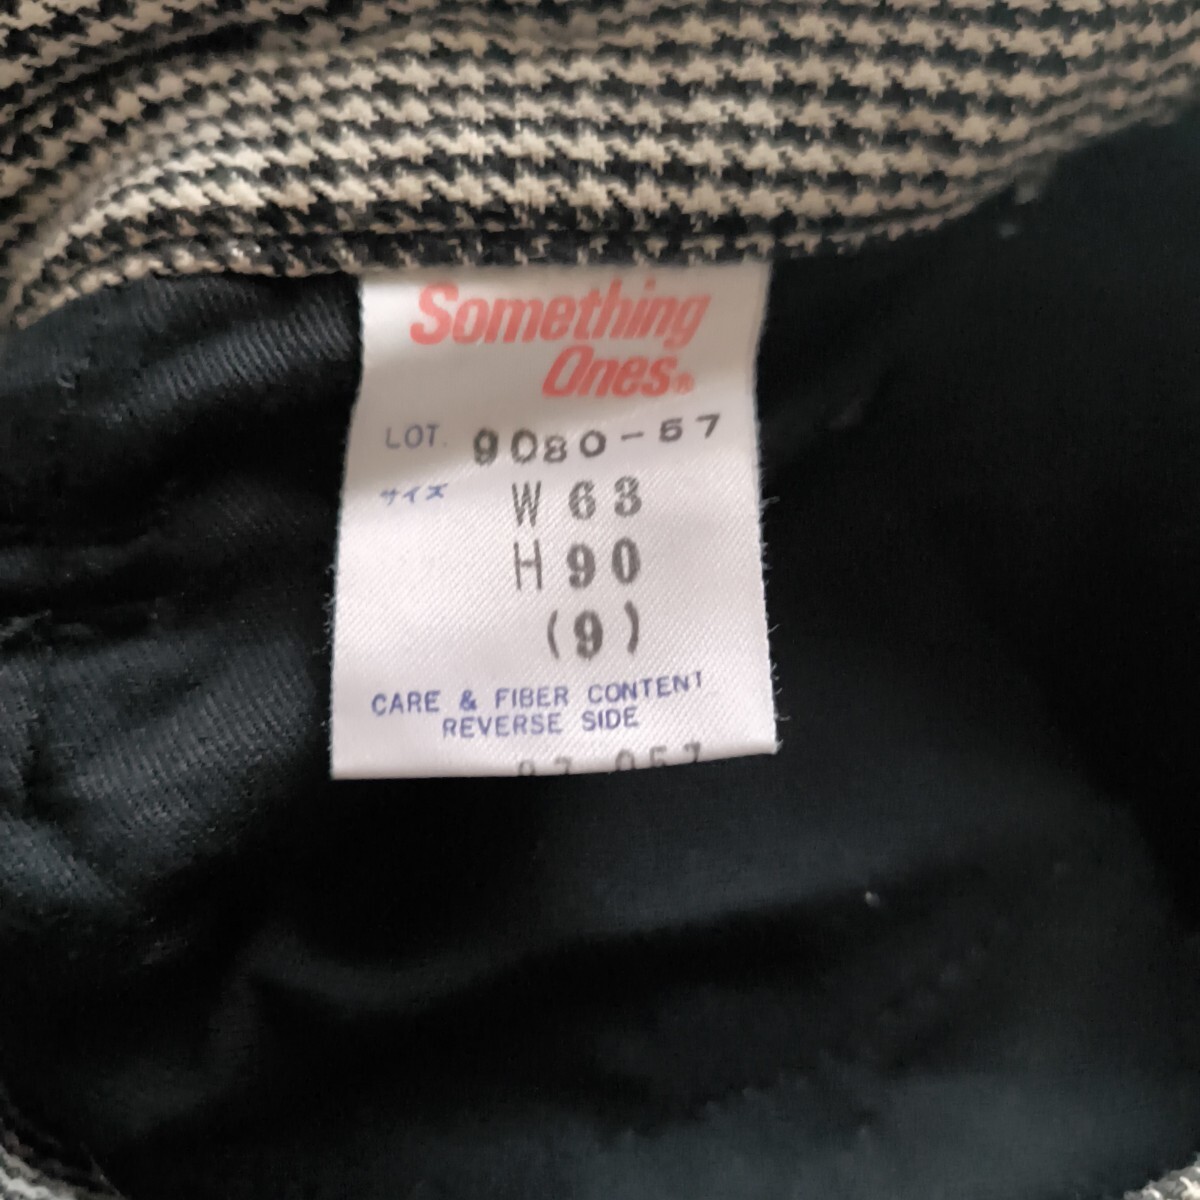 Something
Ones®
LOT. 9080-57
サイズ W 63
H 90
(9)
CARE & FIBER CONTENT
REVERSE SIDE